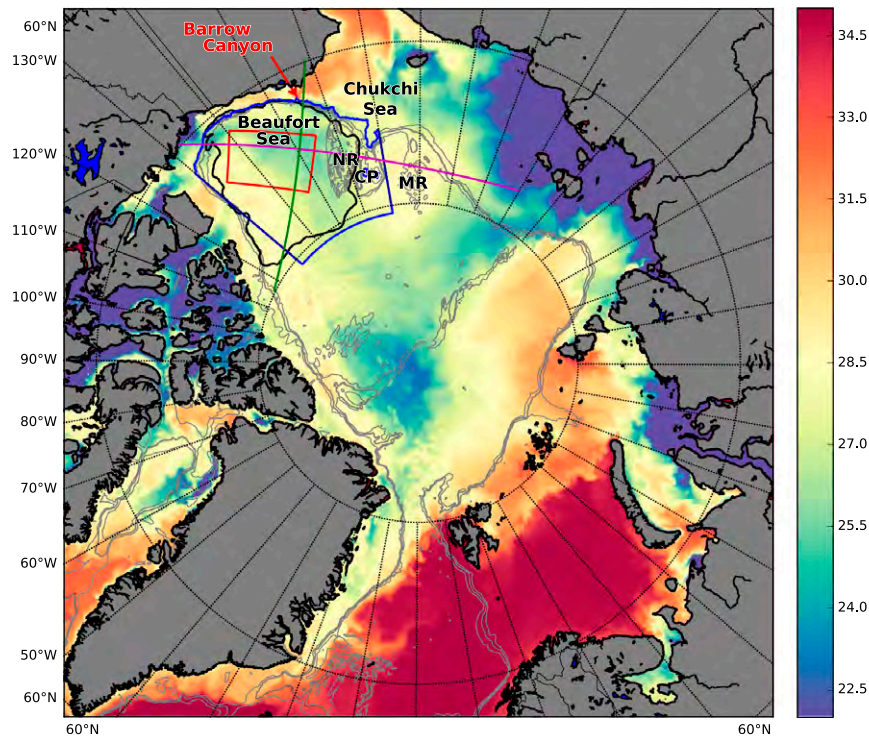 60°N
130°W
120°W
110°W
100°W
90°W
80°W
70°W
60°W
50°W
60°N
60°N
60°N
Barrow
Canyon
Chukchi
Sea
Beaufort
Sea
NR
CP
MR
34.5
33.0
31.5
30.0
28.5
27.0
25.5
24.0
22.5